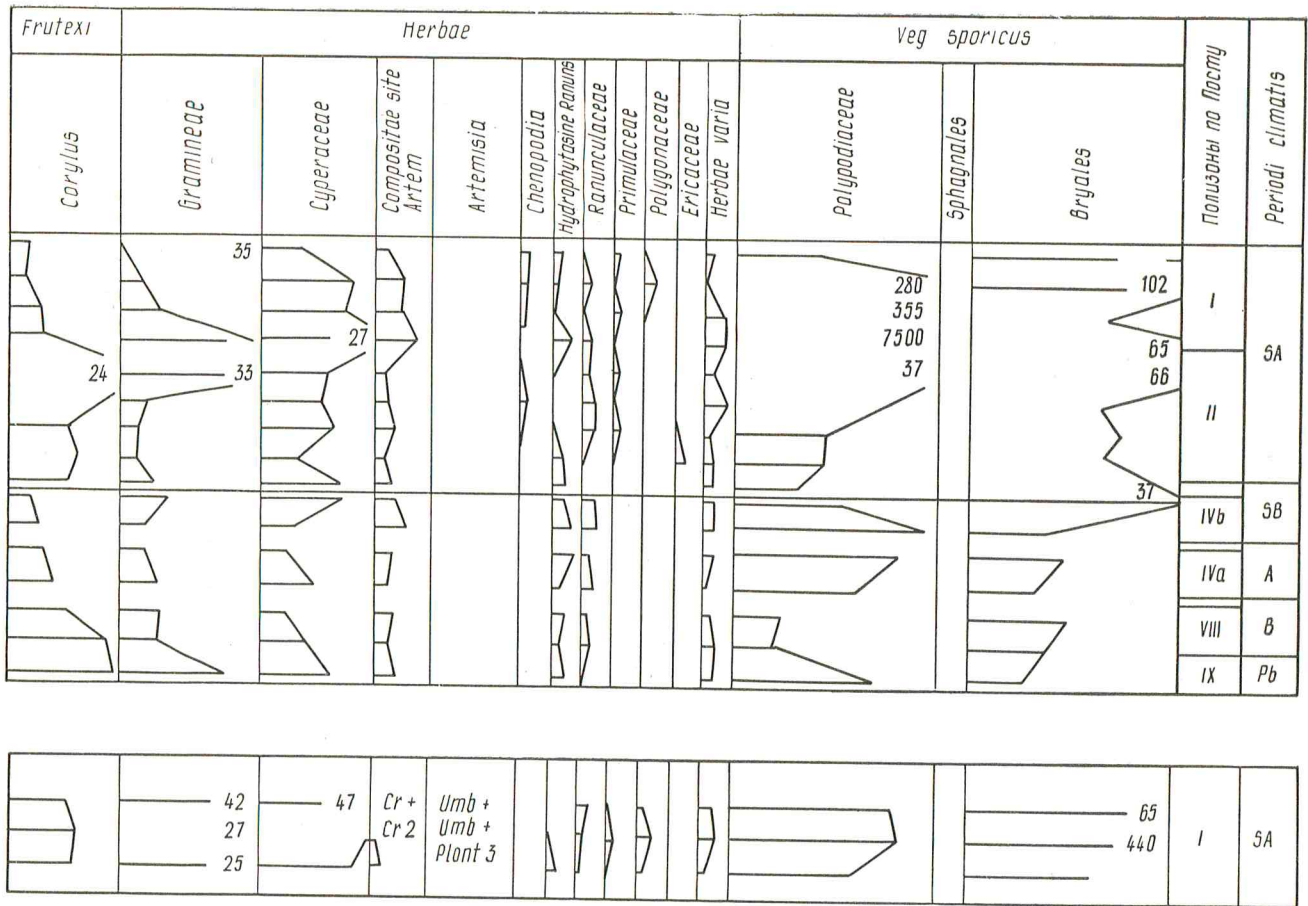 Frutexi
Herbae
Veg sporicus
Corylus
Gramineae
Cyperaceae
Compositae site
Artem
Artemisia
Chenopodia
Hydrophytasine Ranuns
Ranunculaceae
Primulaceae
Polygonaceae
Ericaceae
Herbae varia
Polypodiaceae
Sphagnales
Bryales
Полизоны по Посту
Periodi climatis
35
280
102
355
I
27
7500
65
SA
24
33
37
66
II
37
IVb
SB
IVa
A
VIII
B
IX
Pb
42
47
Cr +
Umb +
65
27
Cr 2
Umb +
440
I
SA
25
Plont 3